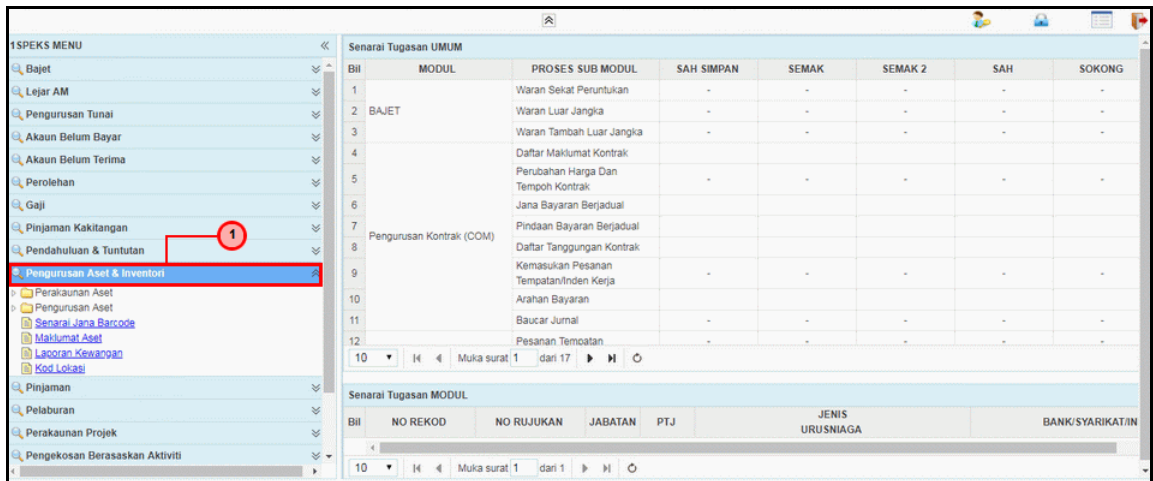 1SPEKS MENU
Bajet
Lejar AM
Pengurusan Tunai
Akaun Belum Bayar
Akaun Belum Terima
Perolehan
Gaji
Pinjaman Kakitangan
1
Pendahuluan & Tuntutan
Pengurusan Aset & Inventori
Perakaunan Aset
Pengurusan Aset
Senarai Jana Barcode
Maklumat Aset
Laporan Kewangan
Kod Lokasi
Pinjaman
Pelaburan
Perakaunan Projek
Pengekosan Berasaskan Aktiviti
Senarai Tugasan UMUM
Bil MODUL PROSES SUB MODUL SAH SIMPAN SEMAK SEMAK 2 SAH SOKONG
1 Waran Sekat Peruntukan - - - - -
2 BAJET Waran Luar Jangka - - - - -
3 Waran Tambah Luar Jangka - - - - -
4 Daftar Maklumat Kontrak
5 Perubahan Harga Dan
Tempoh Kontrak - - - - -
6 Jana Bayaran Berjadual
7 Pindaan Bayaran Berjadual
Pengurusan Kontrak (COM)
8 Daftar Tanggungan Kontrak
9 Kemasukan Pesanan
Tempatan/Inden Kerja - - - - -
10 Arahan Bayaran
11 Baucar Jurnal - - - - -
12 Pesanan Tempatan
10 Muka surat 1 dari 17
Senarai Tugasan MODUL
Bil NO REKOD NO RUJUKAN JABATAN PTJ JENIS
URUSNIAGA BANK/SYARIKAT/IN
10 Muka surat 1 dari 1